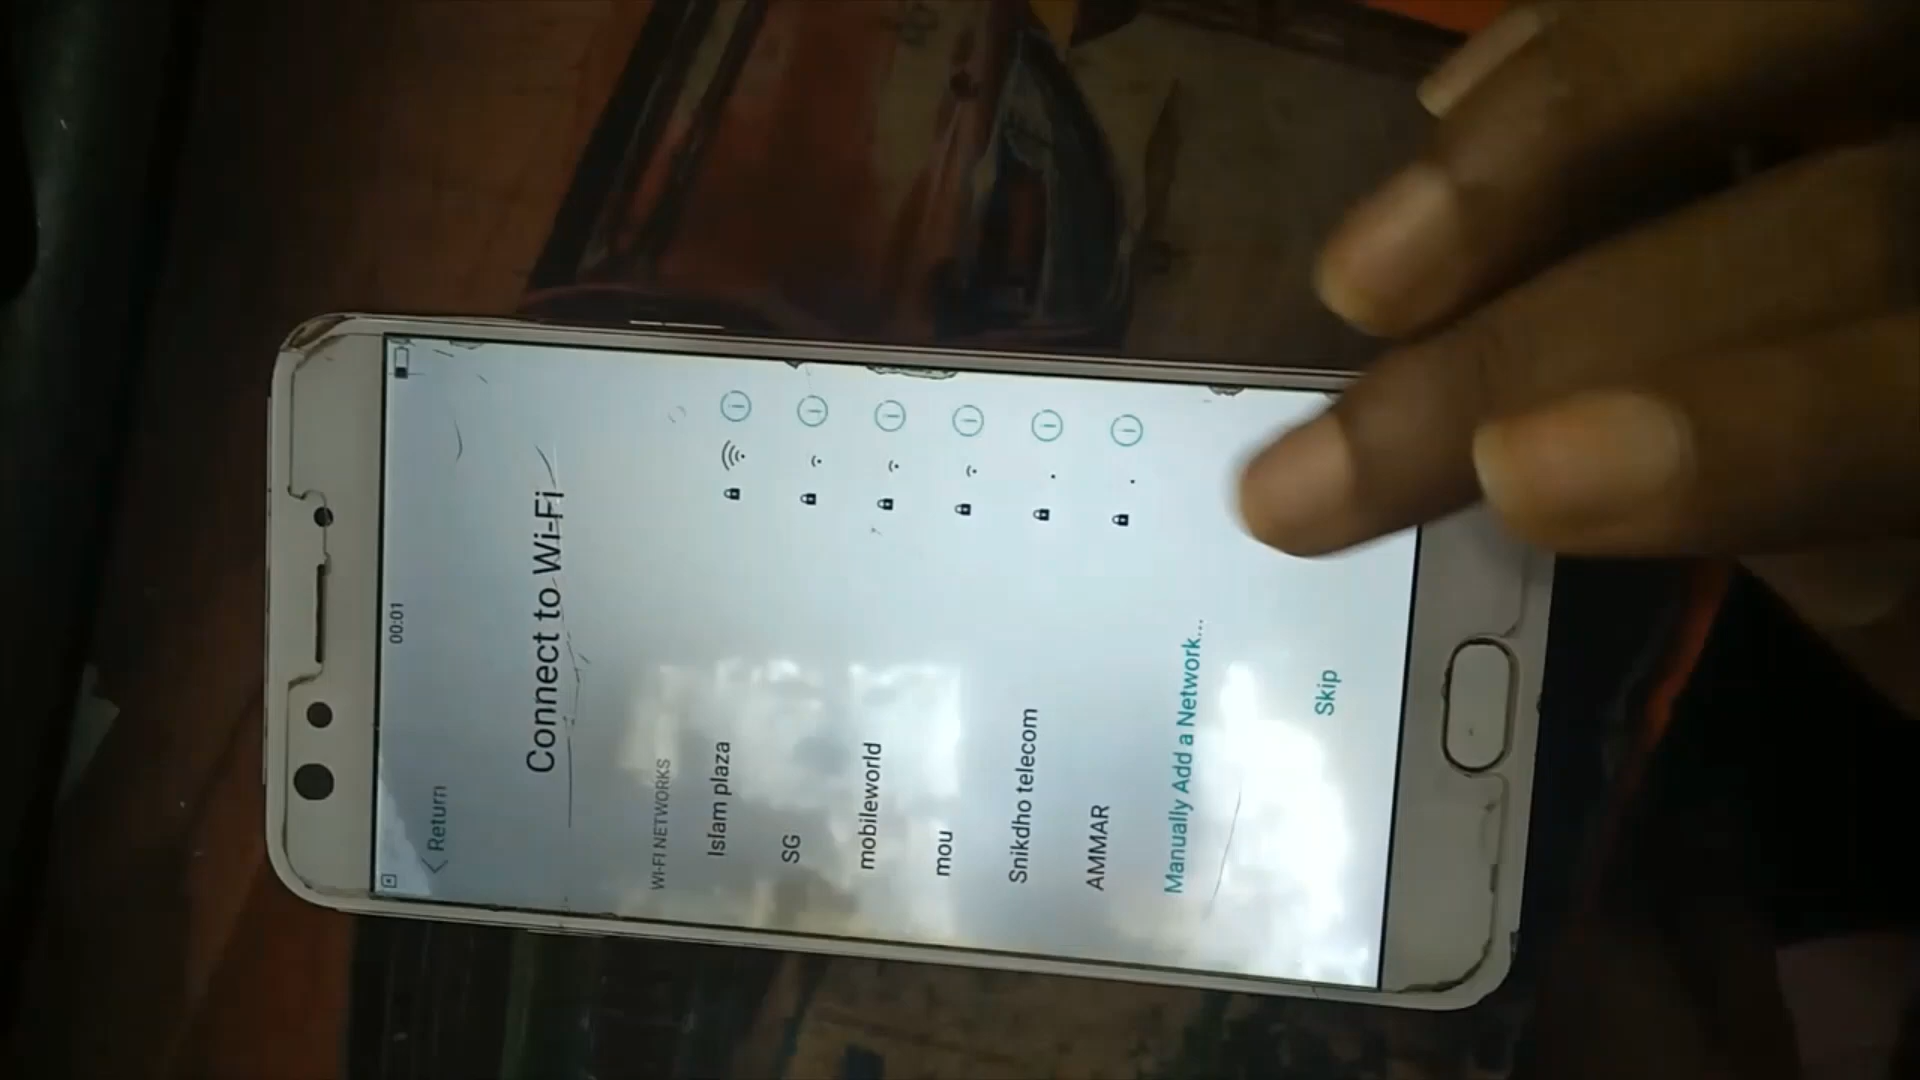 00:01
Return
Connect to Wi-Fi
WI-FI NETWORKS
Islam plaza
SG
mobileworld
mou
Snikdho telecom
AMMAR
Manually Add a Network...
Skip